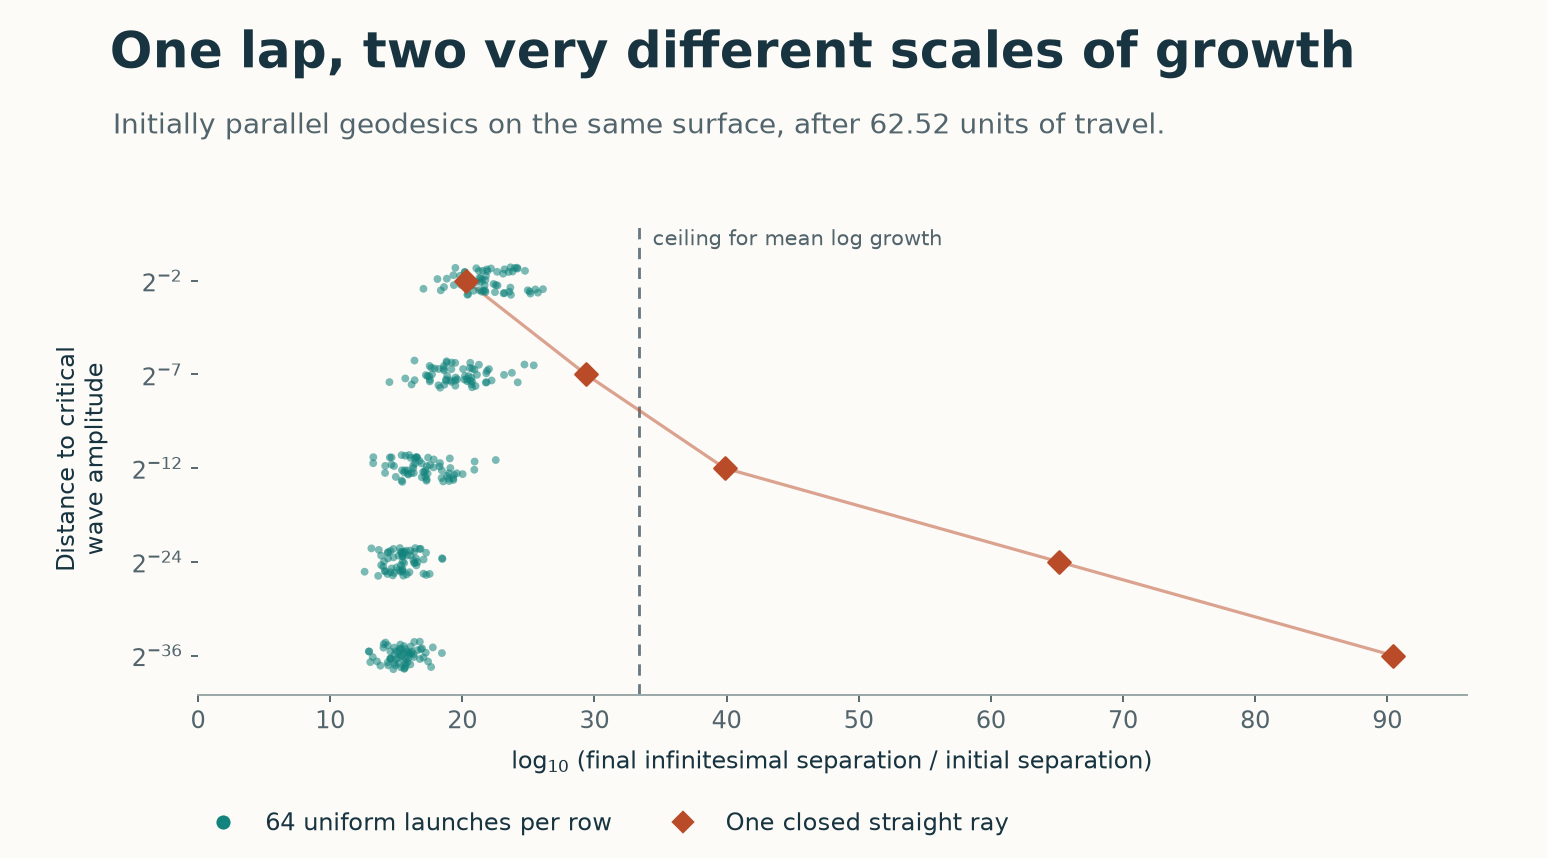 One lap, two very different scales of growth
Initially parallel geodesics on the same surface, after 62.52 units of travel.
ceiling for mean log growth
Distance to critical
wave amplitude
2⁻²
2⁻⁷
2⁻¹²
2⁻²⁴
2⁻³⁶
0 10 20 30 40 50 60 70 80 90
log₁₀ (final infinitesimal separation / initial separation)
64 uniform launches per row
One closed straight ray